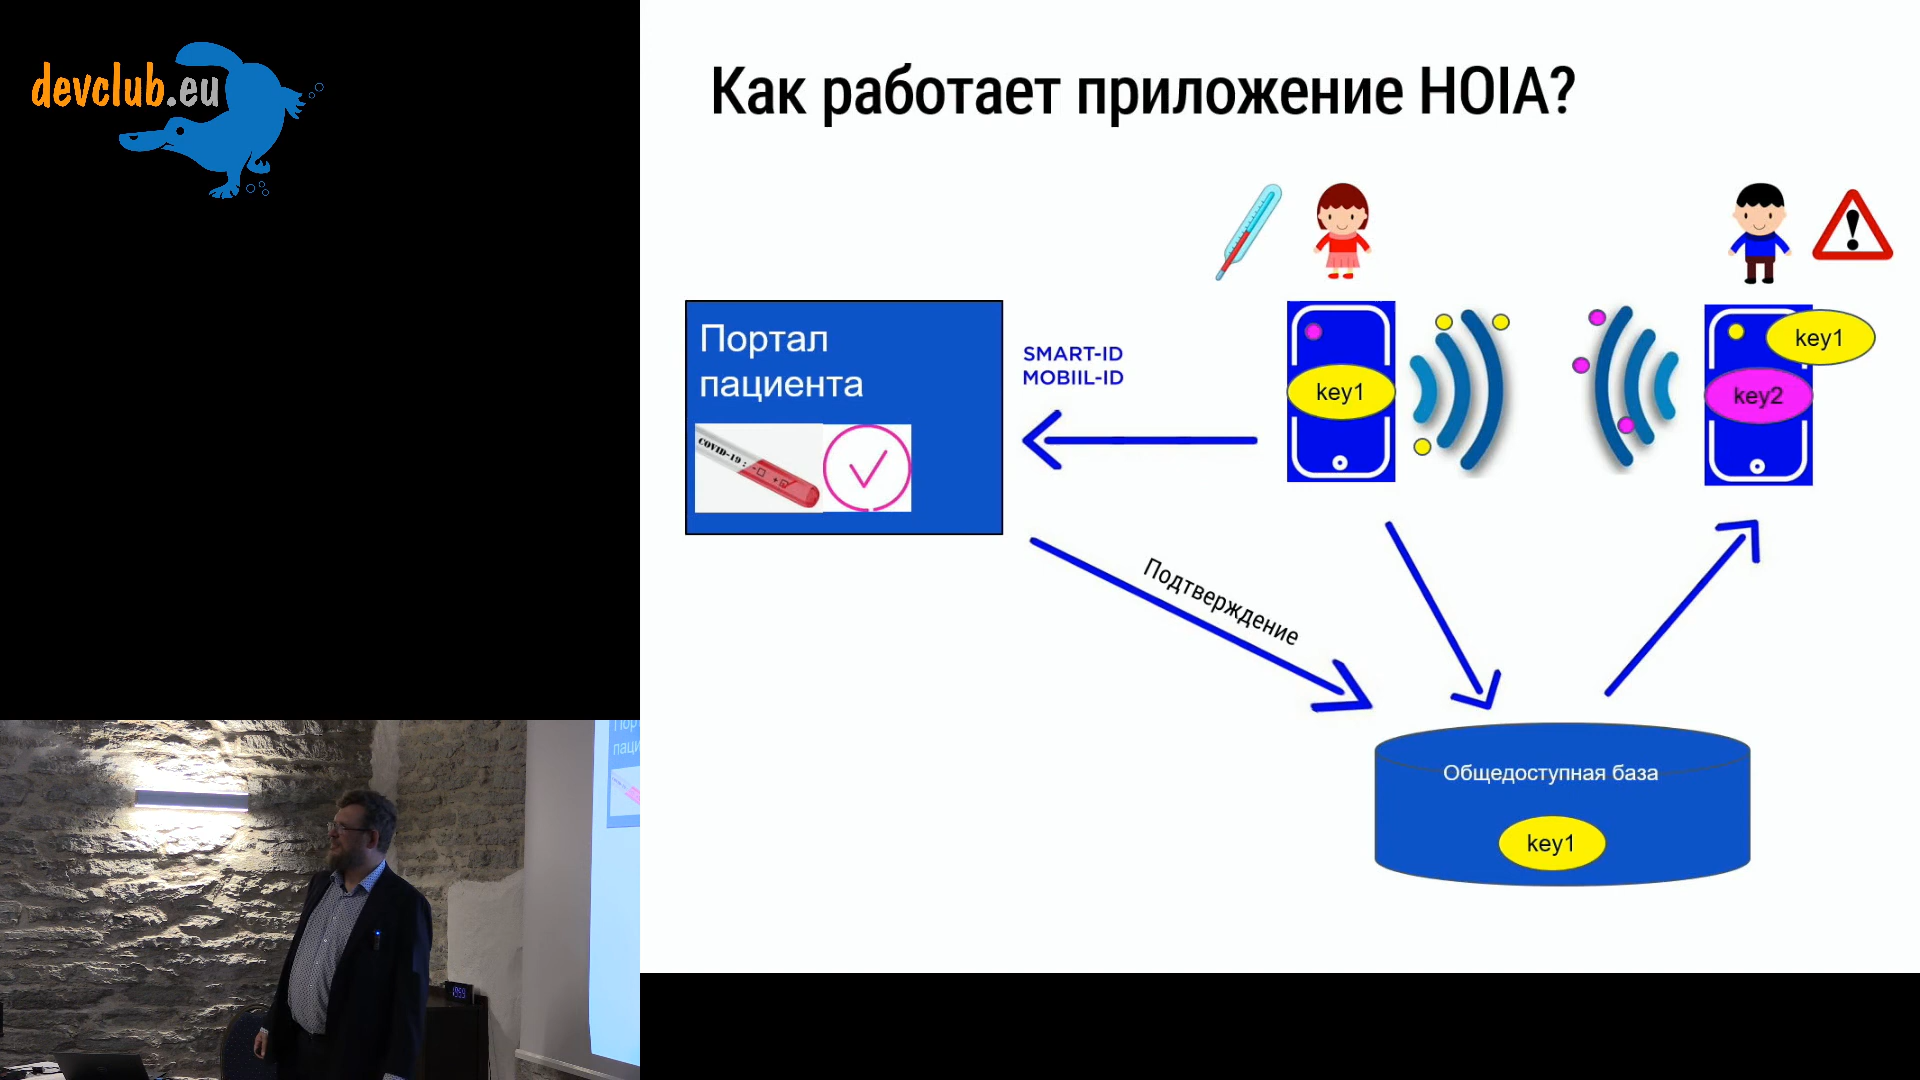 devclub.eu
Как работает приложение HOIA?
Портал
пациента
COVID-19:
SMART-ID
MOBIIL-ID
key1
key1
key2
Подтверждение
Общедоступная база
key1